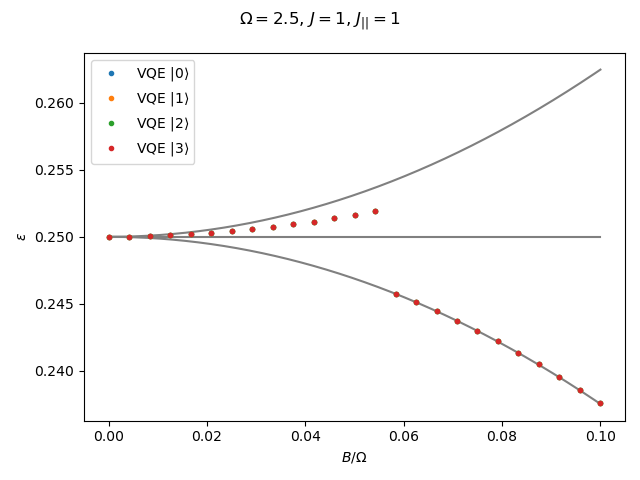 Ω = 2.5, J = 1, J|| = 1
VQE |0⟩
VQE |1⟩
VQE |2⟩
VQE |3⟩
0.260
0.255
0.250
0.245
0.240
ε
0.00 0.02 0.04 0.06 0.08 0.10
B/Ω